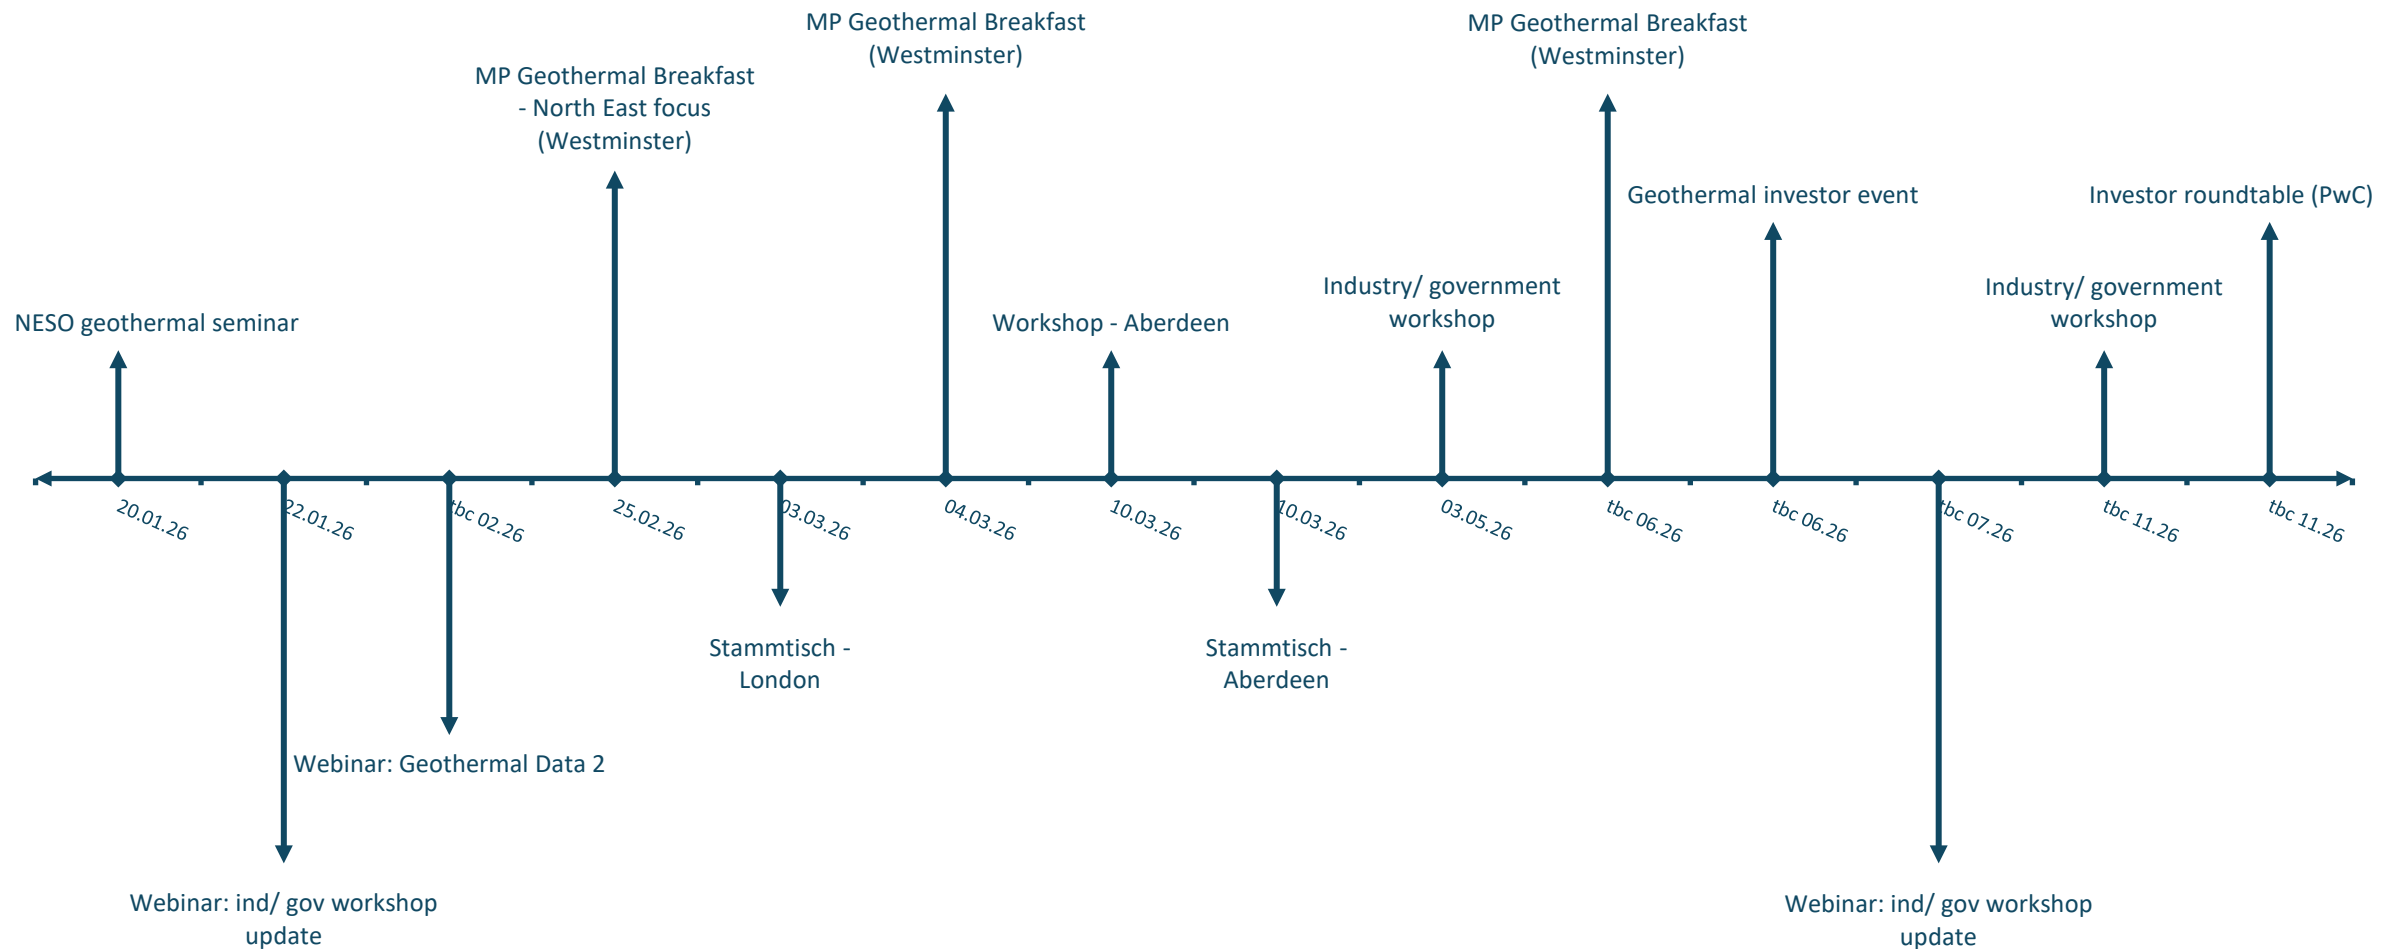 MP Geothermal Breakfast
(Westminster)
MP Geothermal Breakfast
(Westminster)
MP Geothermal Breakfast
- North East focus
(Westminster)
Geothermal investor event
Investor roundtable (PwC)
Industry/ government
workshop
Industry/ government
workshop
NESO geothermal seminar
Workshop - Aberdeen
20.01.26
22.01.26
tbc 02.26
25.02.26
03.03.26
04.03.26
10.03.26
10.03.26
03.05.26
tbc 06.26
tbc 06.26
tbc 07.26
tbc 11.26
tbc 11.26
Stammtisch -
London
Stammtisch -
Aberdeen
Webinar: Geothermal Data 2
Webinar: ind/ gov workshop
update
Webinar: ind/ gov workshop
update